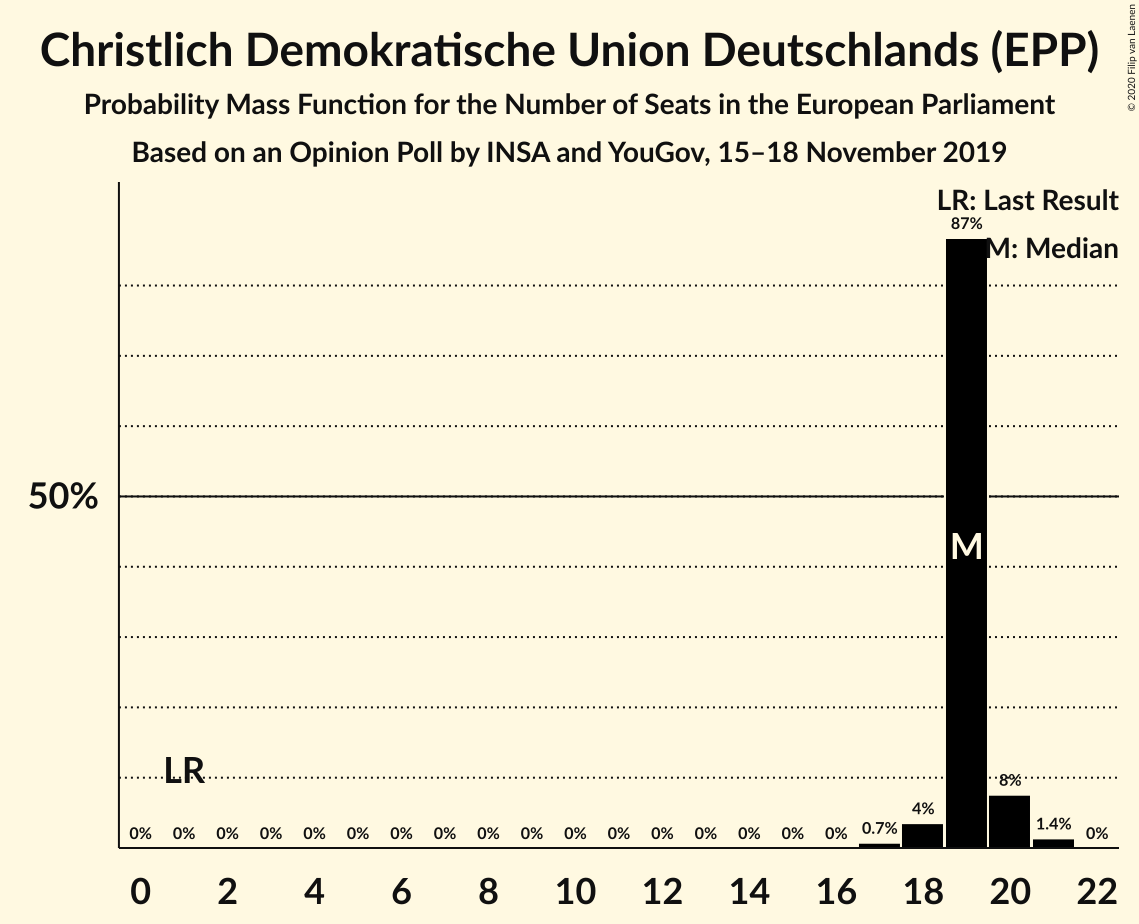 Christlich Demokratische Union Deutschlands (EPP)
Probability Mass Function for the Number of Seats in the European Parliament
Based on an Opinion Poll by INSA and YouGov, 15–18 November 2019
© 2020 Filip van Laenen
LR: Last Result
87%
M: Median
50%
M
LR
8%
4%
1.4%
0.7%
0% 0% 0% 0% 0% 0% 0% 0% 0% 0% 0% 0% 0% 0% 0% 0% 0% 0%
0 2 4 6 8 10 12 14 16 18 20 22